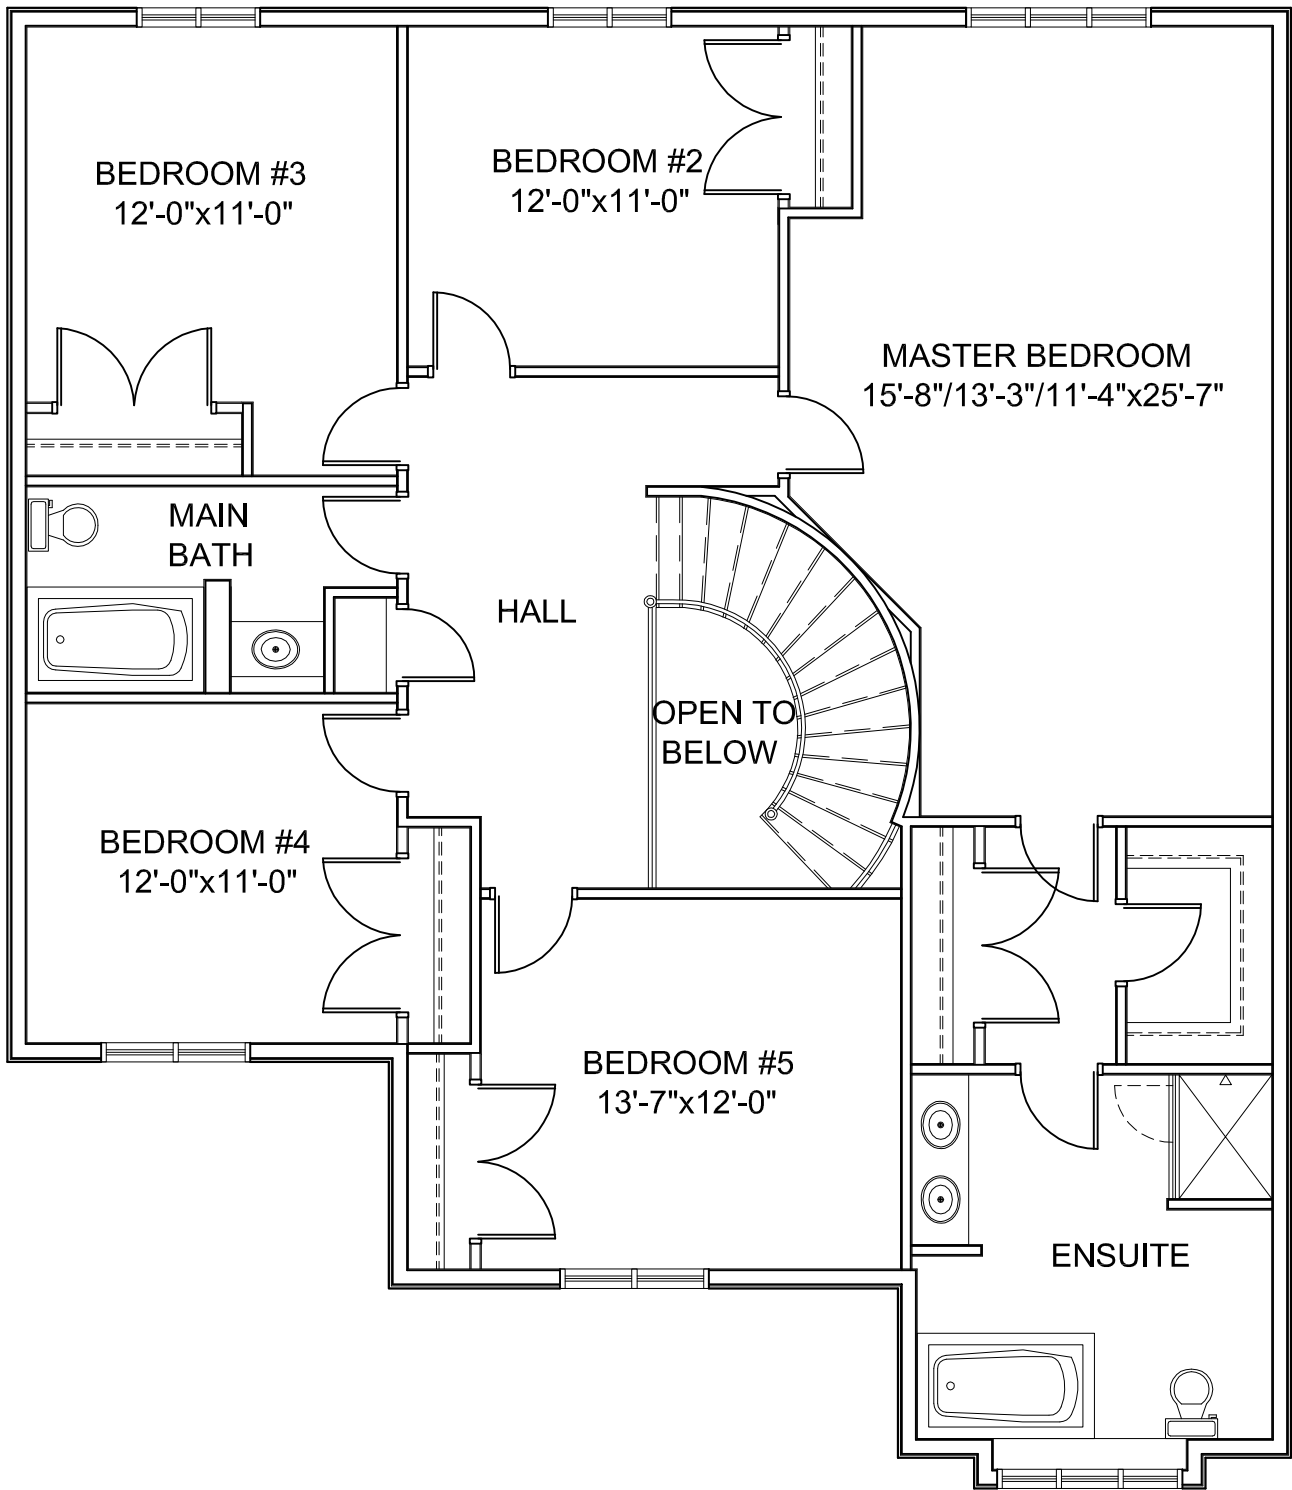 BEDROOM #3
12'-0"x11'-0"
BEDROOM #2
12'-0"x11'-0"
MASTER BEDROOM
15'-8"/13'-3"/11'-4"x25'-7"
MAIN
BATH
HALL
OPEN TO
BELOW
BEDROOM #4
12'-0"x11'-0"
BEDROOM #5
13'-7"x12'-0"
ENSUITE